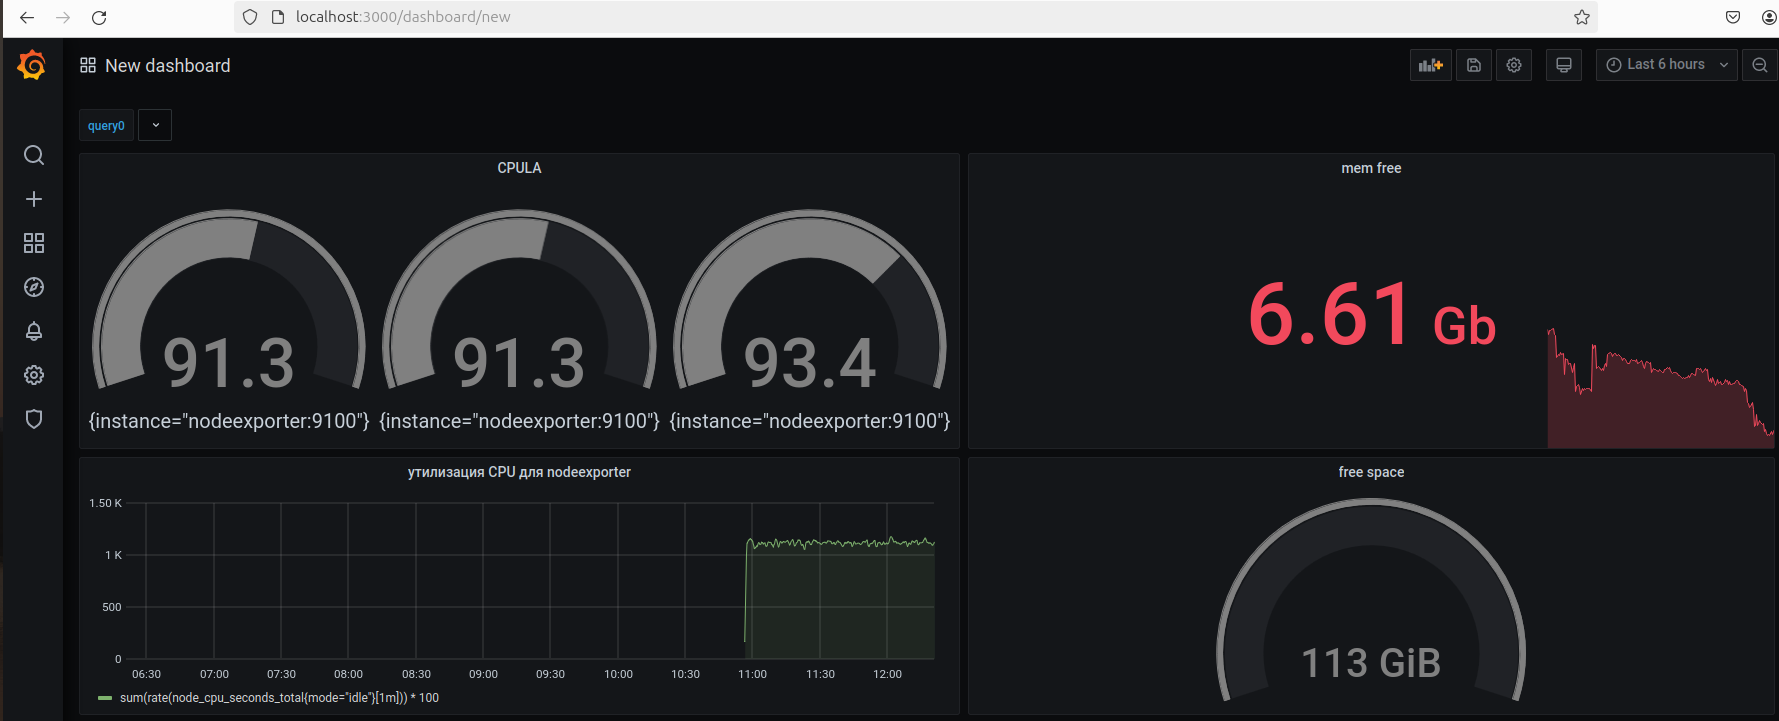 localhost:3000/dashboard/new
New dashboard
Last 6 hours
query0
CPULA
91.3
91.3
93.4
{instance="nodeexporter:9100"}
{instance="nodeexporter:9100"}
{instance="nodeexporter:9100"}
mem free
6.61 Gb
утилизация CPU для nodeexporter
1.50 K
1 K
500
0
06:30 07:00 07:30 08:00 08:30 09:00 09:30 10:00 10:30 11:00 11:30 12:00
sum(rate(node_cpu_seconds_total{mode="idle"}[1m])) * 100
free space
113 GiB